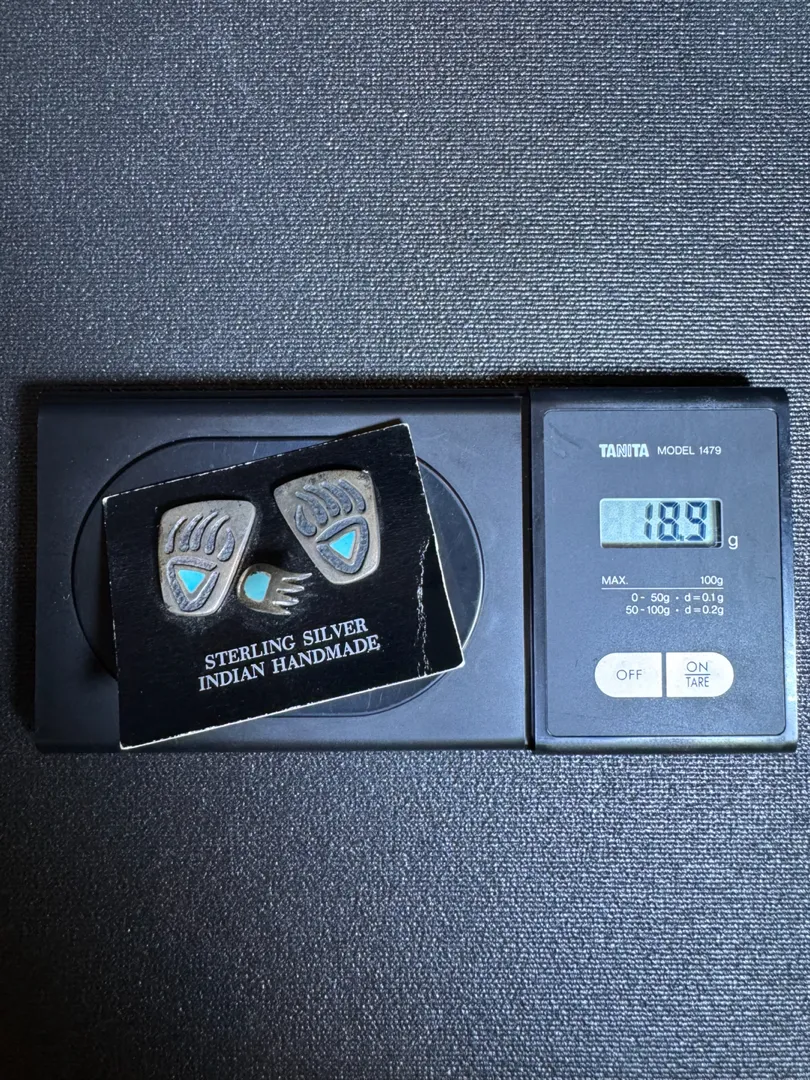 STERLING SILVER
INDIAN HANDMADE
TANITA MODEL 1479
18.9 g
MAX. 100g
0 - 50g · d=0.1g
50-100g · d=0.2g
OFF
ON
TARE